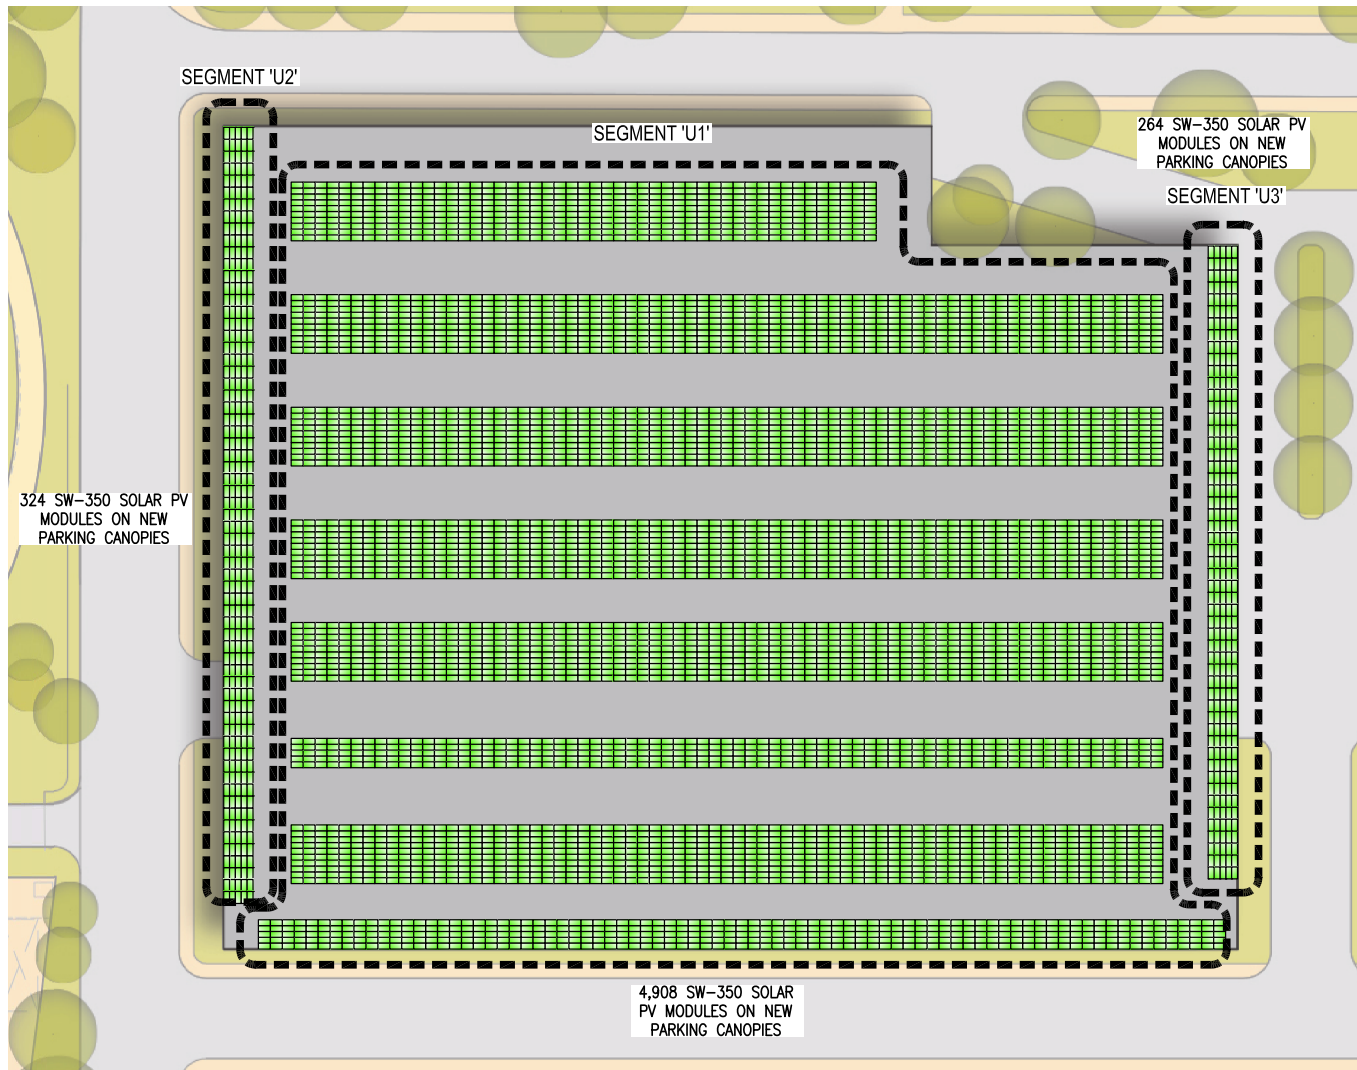 SEGMENT 'U2'
SEGMENT 'U1'
264 SW-350 SOLAR PV
MODULES ON NEW
PARKING CANOPIES
SEGMENT 'U3'
324 SW-350 SOLAR PV
MODULES ON NEW
PARKING CANOPIES
4,908 SW-350 SOLAR
PV MODULES ON NEW
PARKING CANOPIES